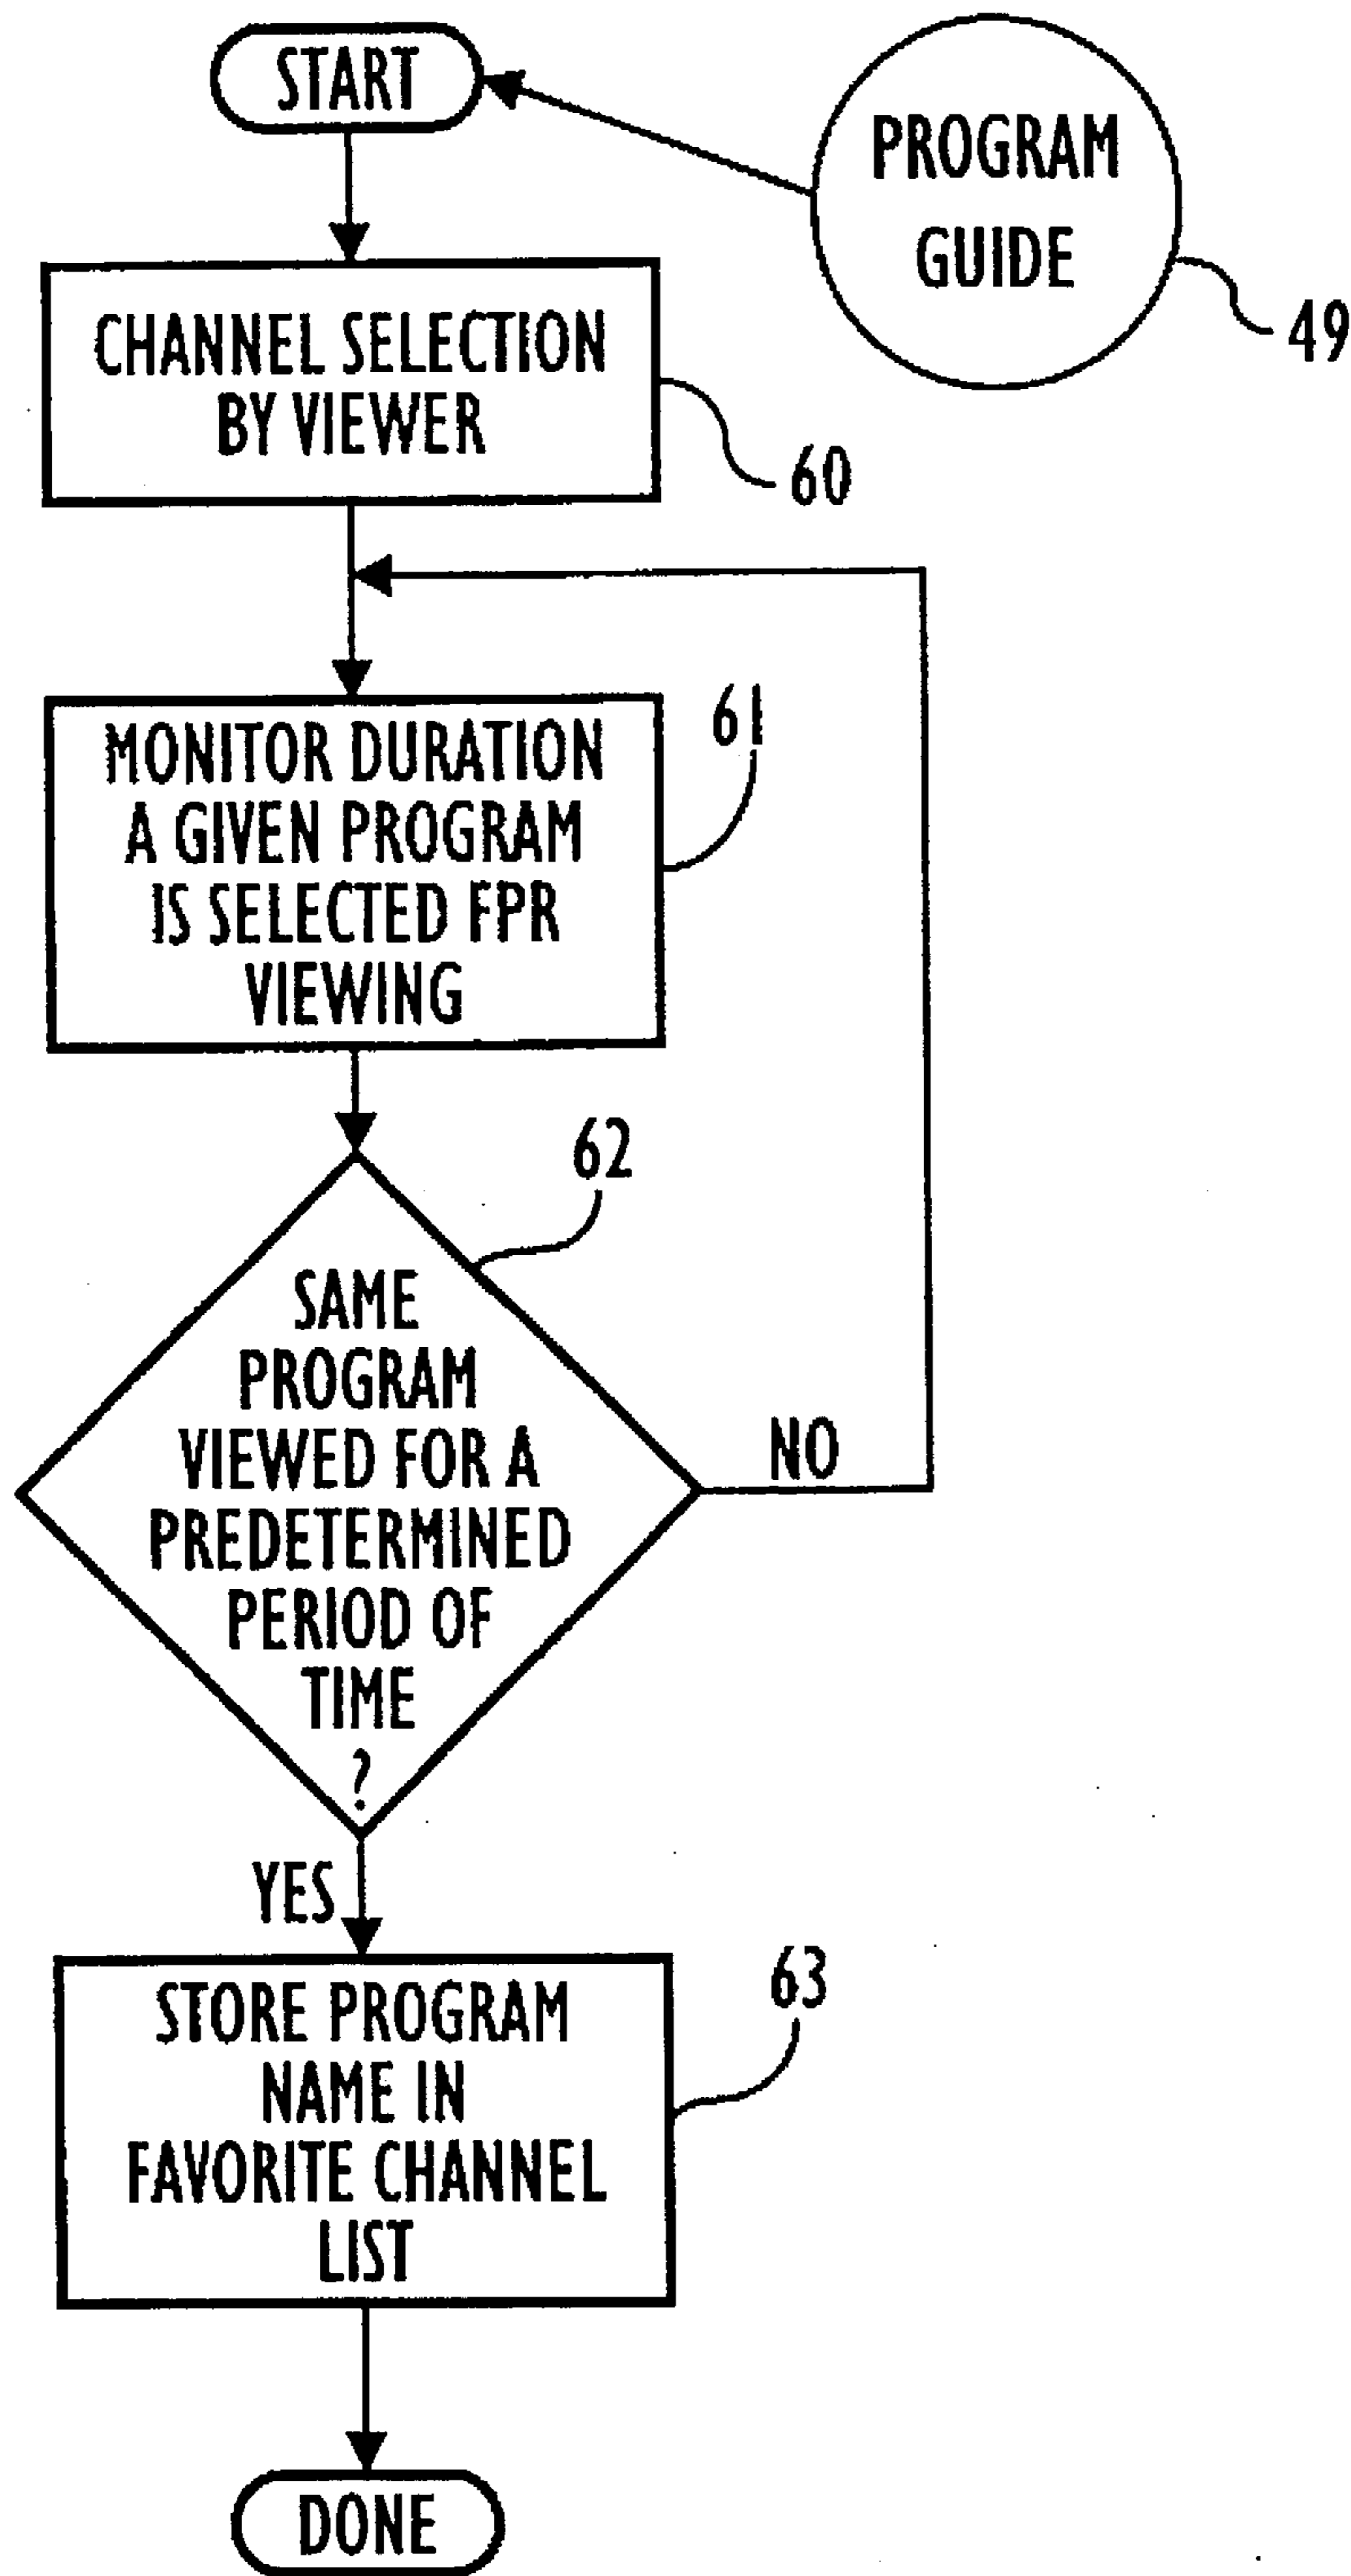 START
PROGRAM
GUIDE
49
CHANNEL SELECTION
BY VIEWER
60
MONITOR DURATION
A GIVEN PROGRAM
IS SELECTED FPR
VIEWING
61
62
SAME
PROGRAM
VIEWED FOR A
PREDETERMINED
PERIOD OF
TIME
?
NO
YES
STORE PROGRAM
NAME IN
FAVORITE CHANNEL
LIST
63
DONE